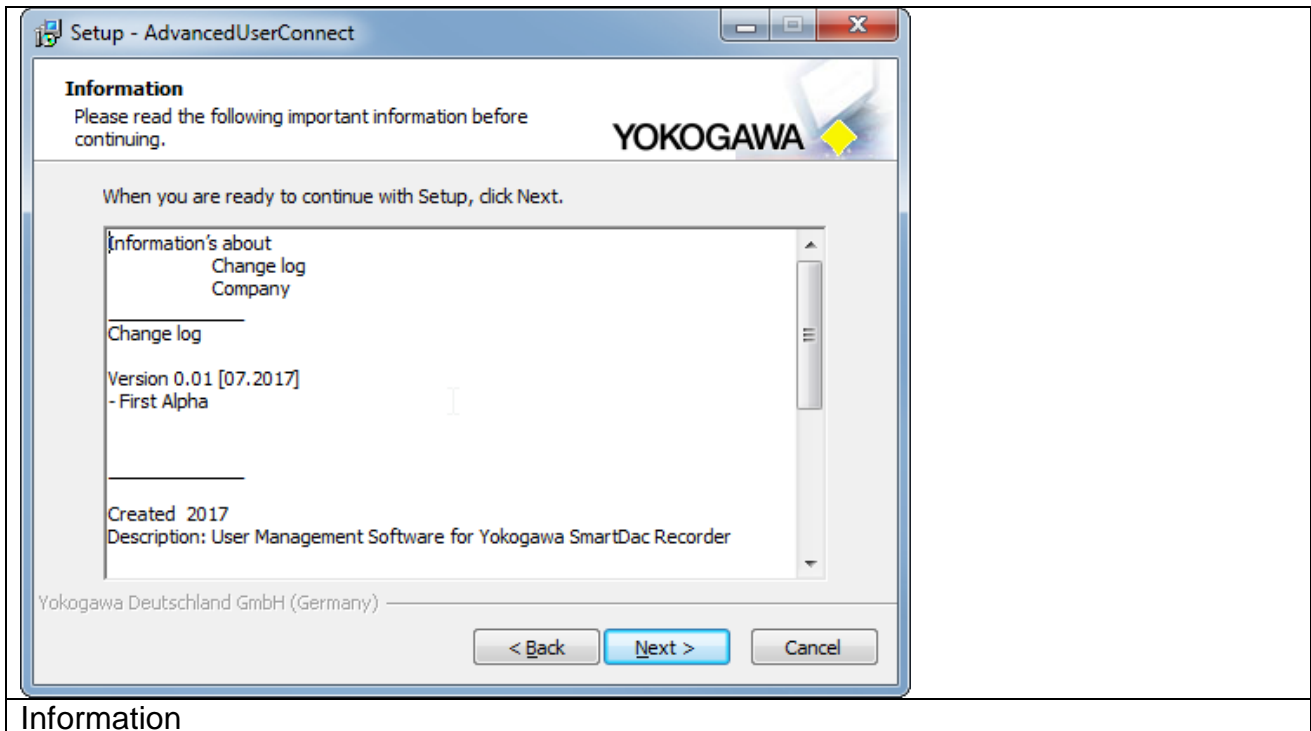 Setup - AdvancedUserConnect
Information
Please read the following important information before
continuing.
YOKOGAWA
When you are ready to continue with Setup, click Next.
Information's about
Change log
Company
Change log
Version 0.01 [07.2017]
- First Alpha
Created  2017
Description: User Management Software for Yokogawa SmartDac Recorder
Yokogawa Deutschland GmbH (Germany)
< Back
Next >
Cancel
Information